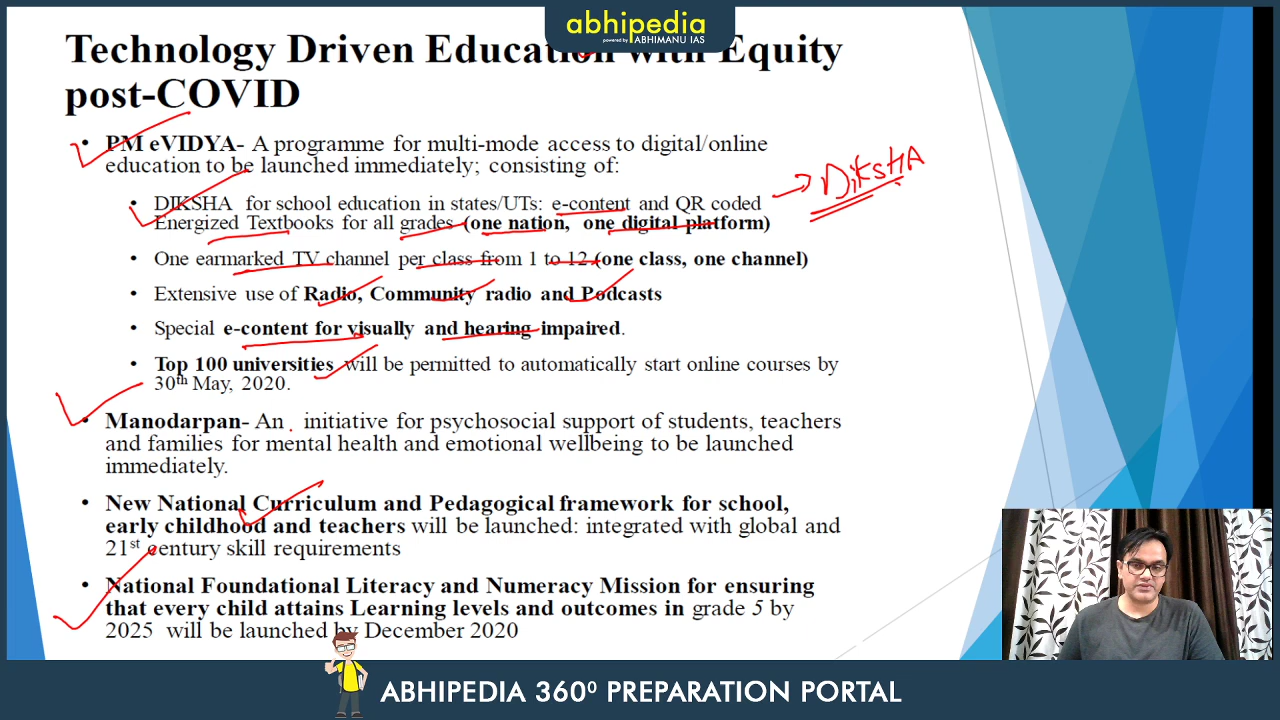 abhipedia
powered by ABHIMANU IAS
Technology Driven Education with Equity
post-COVID
• PM eVIDYA- A programme for multi-mode access to digital/online
education to be launched immediately; consisting of:
• DIKSHA for school education in states/UTs: e-content and QR coded
Energized Textbooks for all grades (one nation, one digital platform)
DiksHA
• One earmarked TV channel per class from 1 to 12 (one class, one channel)
• Extensive use of Radio, Community radio and Podcasts
• Special e-content for visually and hearing impaired.
• Top 100 universities will be permitted to automatically start online courses by
30th May, 2020.
• Manodarpan- An initiative for psychosocial support of students, teachers
and families for mental health and emotional wellbeing to be launched
immediately.
• New National Curriculum and Pedagogical framework for school,
early childhood and teachers will be launched: integrated with global and
21st century skill requirements
• National Foundational Literacy and Numeracy Mission for ensuring
that every child attains Learning levels and outcomes in grade 5 by
2025 will be launched by December 2020
ABHIPEDIA 360⁰ PREPARATION PORTAL